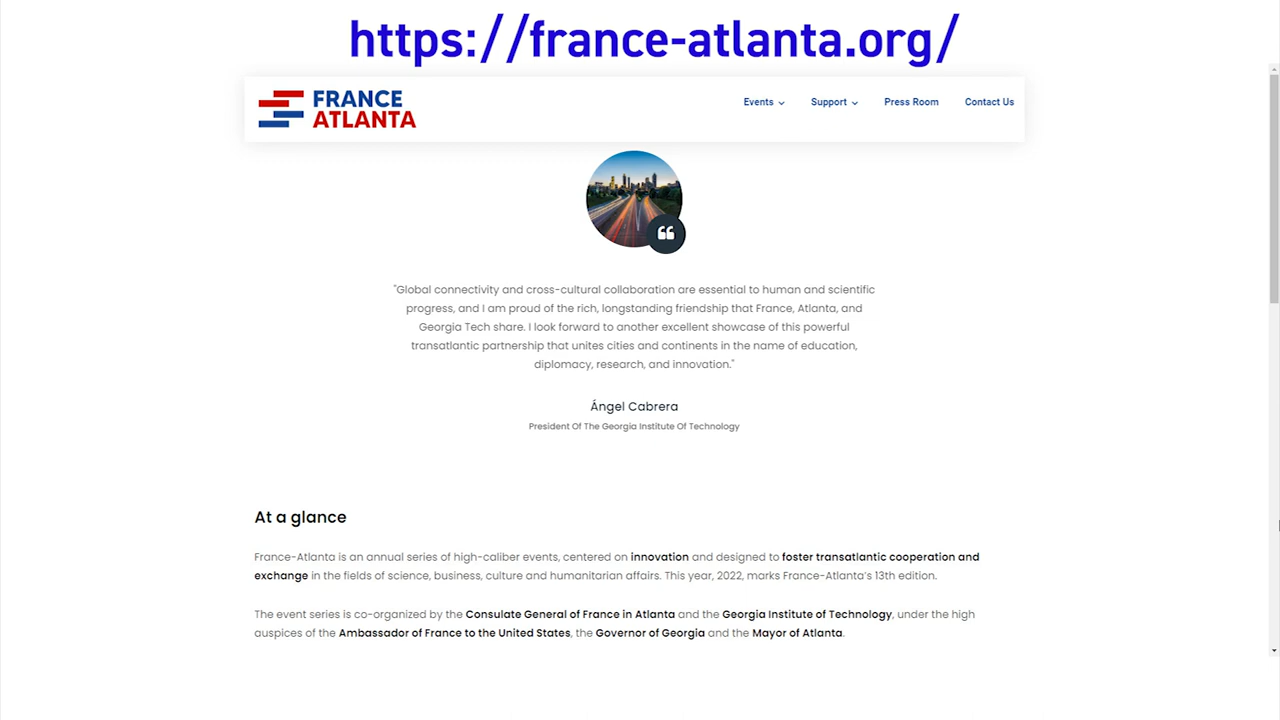 https://france-atlanta.org/
FRANCE
ATLANTA
Events Support Press Room Contact Us
"Global connectivity and cross-cultural collaboration are essential to human and scientific
progress, and I am proud of the rich, longstanding friendship that France, Atlanta, and
Georgia Tech share. I look forward to another excellent showcase of this powerful
transatlantic partnership that unites cities and continents in the name of education,
diplomacy, research, and innovation."
Ángel Cabrera
President Of The Georgia Institute Of Technology
At a glance
France-Atlanta is an annual series of high-caliber events, centered on innovation and designed to foster transatlantic cooperation and
exchange in the fields of science, business, culture and humanitarian affairs. This year, 2022, marks France-Atlanta's 13th edition.
The event series is co-organized by the Consulate General of France in Atlanta and the Georgia Institute of Technology, under the high
auspices of the Ambassador of France to the United States, the Governor of Georgia and the Mayor of Atlanta.